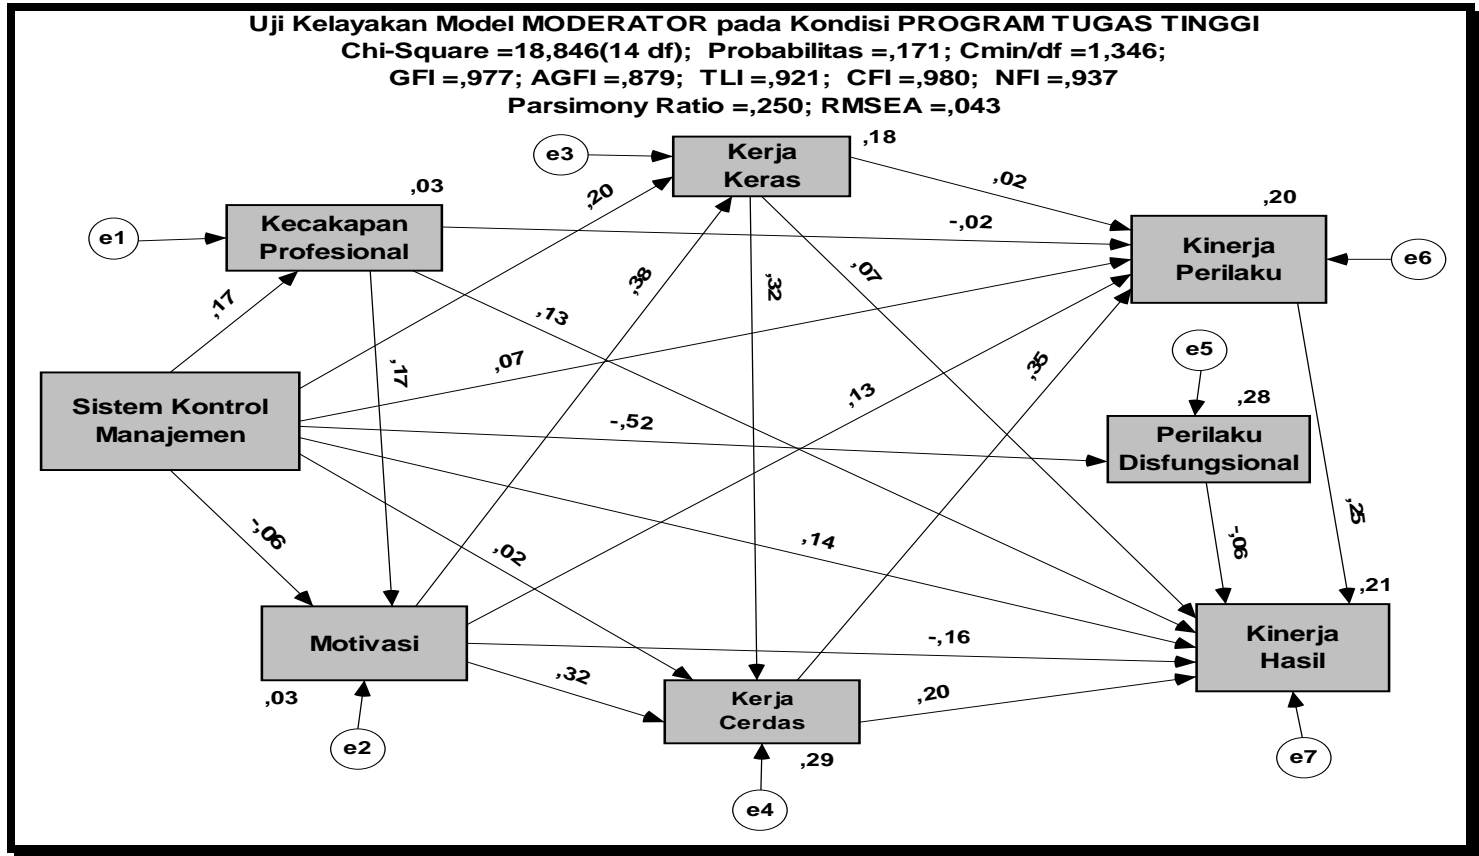 Uji Kelayakan Model MODERATOR pada Kondisi PROGRAM TUGAS TINGGI
Chi-Square =18,846(14 df);  Probabilitas =,171; Cmin/df =1,346;
GFI =,977; AGFI =,879;  TLI =,921;  CFI =,980;  NFI =,937
Parsimony Ratio =,250; RMSEA =,043
e3
Kerja
Keras
,18
,03
,20
,02
,20
e1
Kecakapan
Profesional
-,02
Kinerja
Perilaku
e6
,17
,38
,32
,07
,13
,07
,17
,13
,35
e5
Sistem Kontrol
Manajemen
-,52
,28
Perilaku
Disfungsional
-,06
,02
,14
-,06
,25
,21
Motivasi
-,16
Kinerja
Hasil
,03
,32
Kerja
Cerdas
,20
e2
,29
e7
e4